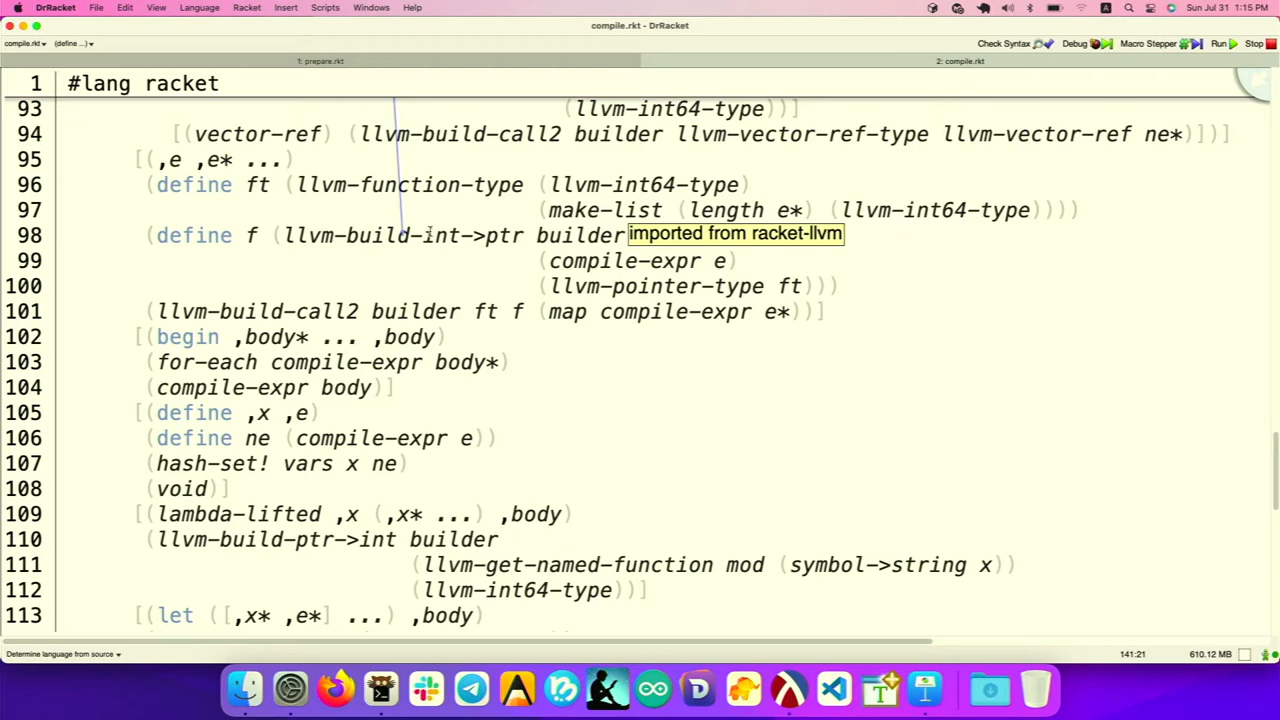 DrRacket File Edit View Language Racket Insert Scripts Windows Help Sun Jul 31 1:15 PM
compile.rkt - DrRacket
compile.rkt▾ (define ...)▾ Check Syntax Debug Macro Stepper Run Stop
1: prepare.rkt 2: compile.rkt
1 #lang racket
93 (llvm-int64-type))]
94 [(vector-ref) (llvm-build-call2 builder llvm-vector-ref-type llvm-vector-ref ne*)])]
95 [(,e ,e* ...)
96 (define ft (llvm-function-type (llvm-int64-type)
97 (make-list (length e*) (llvm-int64-type))))
98 (define f (llvm-build-int->ptr builder imported from racket-llvm
99 (compile-expr e)
100 (llvm-pointer-type ft)))
101 (llvm-build-call2 builder ft f (map compile-expr e*))]
102 [(begin ,body* ... ,body)
103 (for-each compile-expr body*)
104 (compile-expr body)]
105 [(define ,x ,e)
106 (define ne (compile-expr e))
107 (hash-set! vars x ne)
108 (void)]
109 [(lambda-lifted ,x (,x* ...) ,body)
110 (llvm-build-ptr->int builder
111 (llvm-get-named-function mod (symbol->string x))
112 (llvm-int64-type))]
113 [(let ([,x* ,e*] ...) ,body)
Determine language from source▾ 141:21 610.12 MB